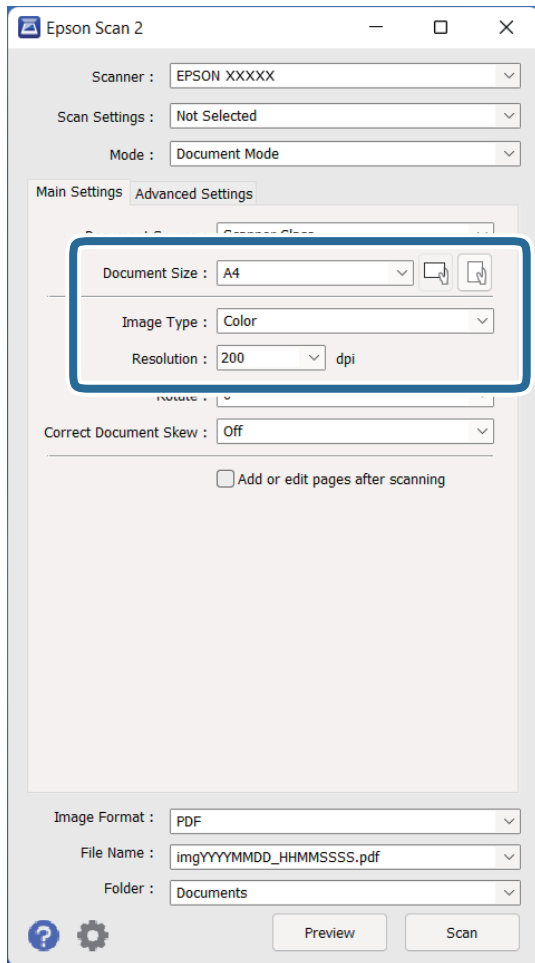 Epson Scan 2
Scanner : EPSON XXXXX
Scan Settings : Not Selected
Mode : Document Mode
Main Settings Advanced Settings
Document Size : A4
Image Type : Color
Resolution : 200 dpi
Rotate :
Correct Document Skew : Off
Add or edit pages after scanning
Image Format : PDF
File Name : imgYYYYMMDD_HHMMSSSS.pdf
Folder : Documents
Preview Scan